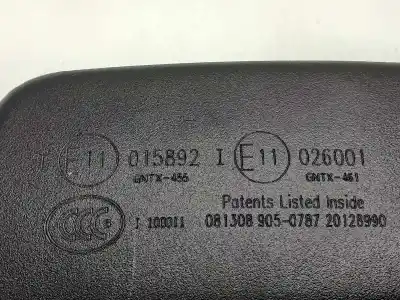 I E11 015892 I E11 026001
GNTX-455 GNTX-461
Patents Listed Inside
CCC I 100011 081308 905-0787 20128990